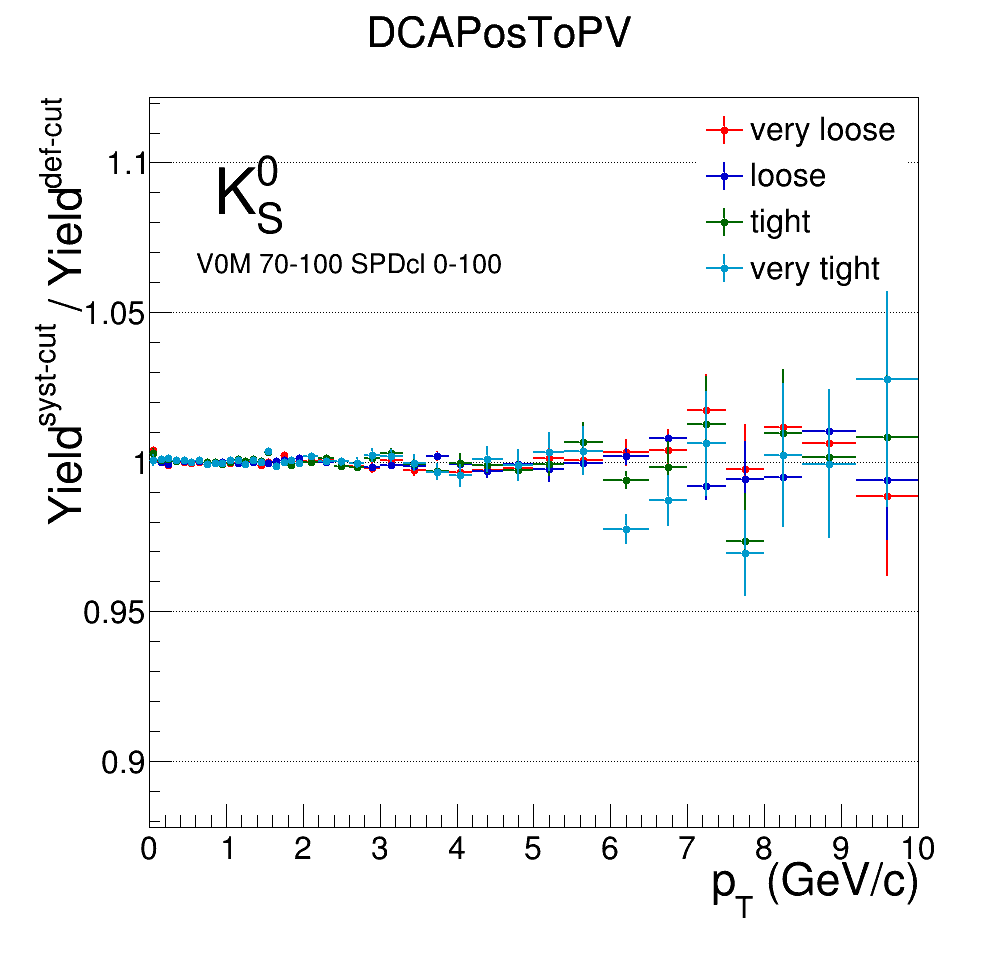 DCAPosToPV
Yield^syst-cut / Yield^def-cut
K_S^0
V0M 70-100 SPDcl 0-100
very loose
loose
tight
very tight
1.1
1.05
1
0.95
0.9
0 1 2 3 4 5 6 7 8 9 10
p_T (GeV/c)